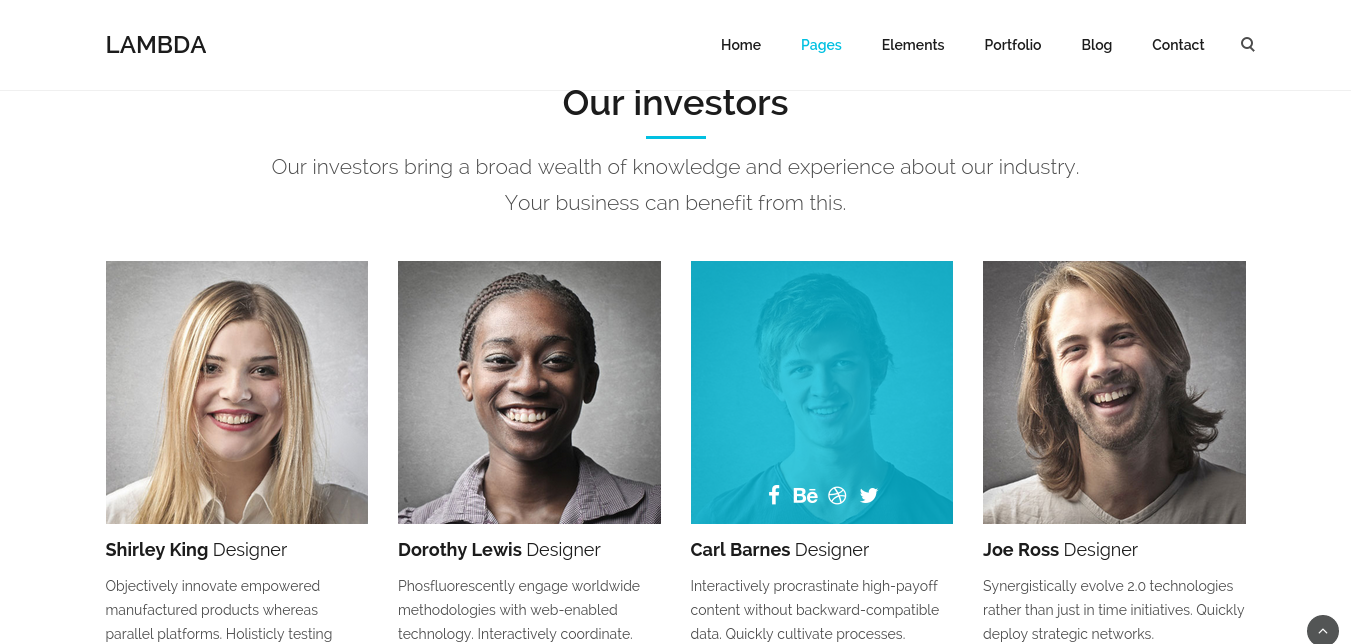 LAMBDA
Home Pages Elements Portfolio Blog Contact
Our investors
Our investors bring a broad wealth of knowledge and experience about our industry.
Your business can benefit from this.
Bē
Shirley King Designer
Objectively innovate empowered
manufactured products whereas
parallel platforms. Holisticly testing
Dorothy Lewis Designer
Phosfluorescently engage worldwide
methodologies with web-enabled
technology. Interactively coordinate.
Carl Barnes Designer
Interactively procrastinate high-payoff
content without backward-compatible
data. Quickly cultivate processes.
Joe Ross Designer
Synergistically evolve 2.0 technologies
rather than just in time initiatives. Quickly
deploy strategic networks.